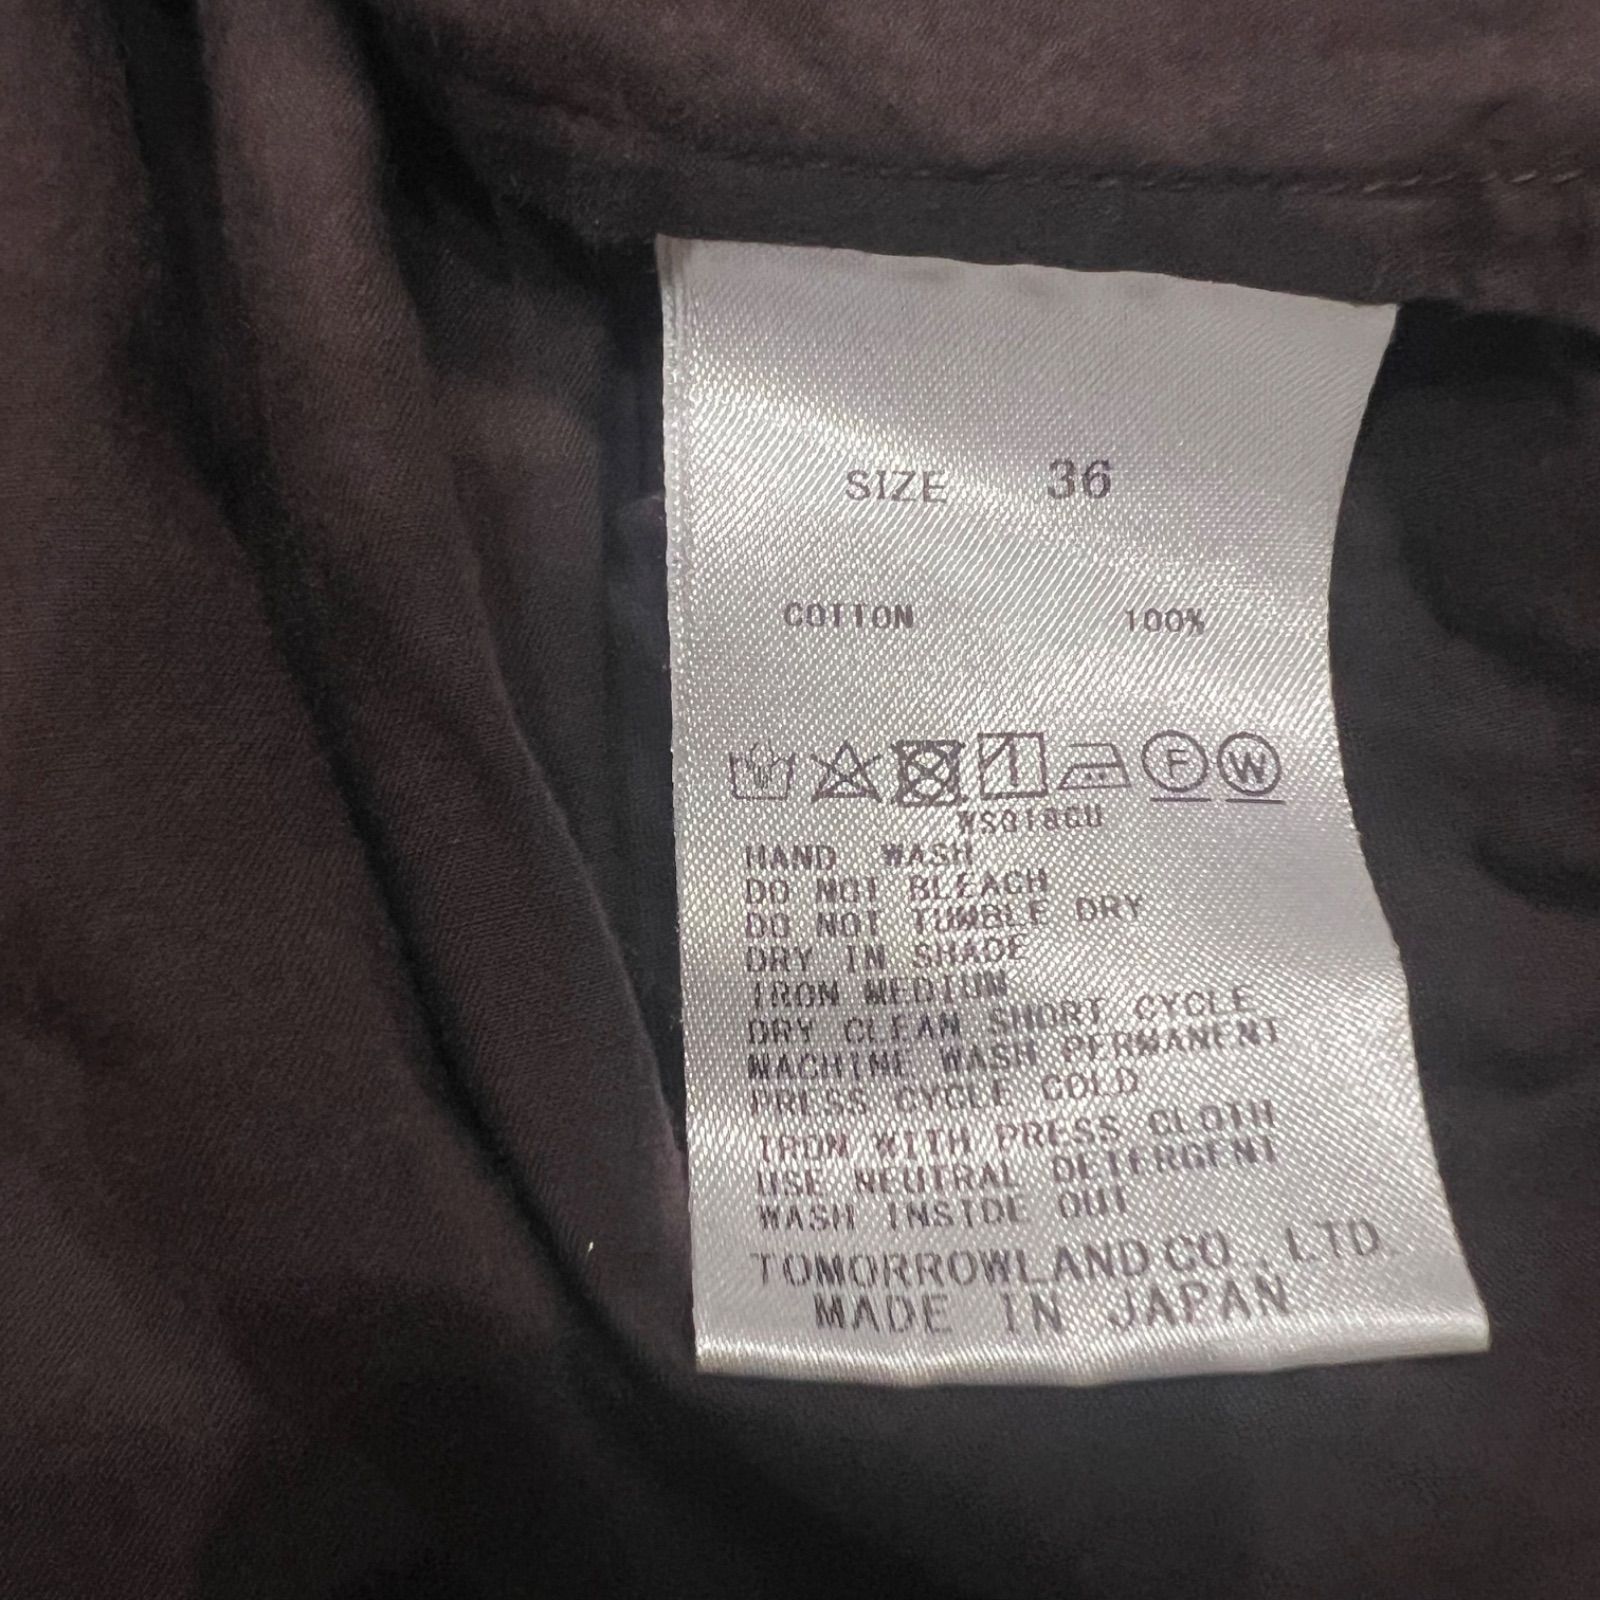 SIZE 36
COTTON 100%
F W
HAND WASH
DO NOT BLEACH
DO NOT TUMBLE DRY
DRY IN SHADE
IRON MEDIUM
DRY CLEAN SHORT CYCLE
MACHINE WASH PERMANENT
PRESS CYCLE COLD
IRON WITH PRESS CLOTH
USE NEUTRAL DETERGENT
WASH INSIDE OUT
TOMORROWLAND CO.,LTD.
MADE IN JAPAN